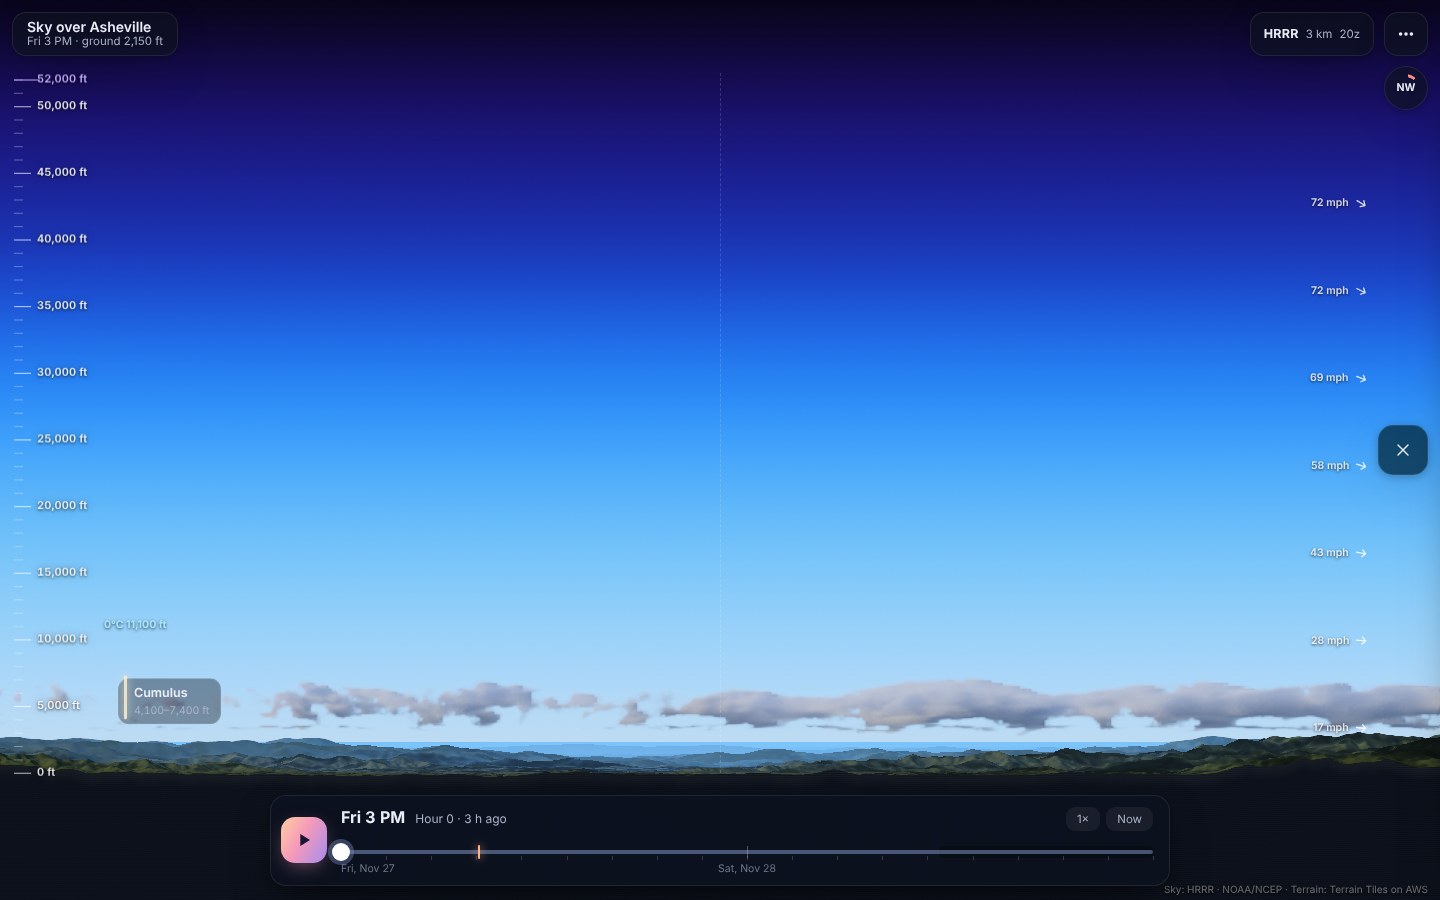 Sky over Asheville
Fri 3 PM · ground 2,150 ft
HRRR 3 km 20z
NW
52,000 ft
50,000 ft
45,000 ft
40,000 ft
35,000 ft
30,000 ft
25,000 ft
20,000 ft
15,000 ft
10,000 ft
5,000 ft
0 ft
72 mph
72 mph
69 mph
58 mph
43 mph
28 mph
17 mph
0°C 11,100 ft
Cumulus
4,100–7,400 ft
Fri 3 PM Hour 0 · 3 h ago
1× Now
Fri, Nov 27
Sat, Nov 28
Sky: HRRR · NOAA/NCEP · Terrain: Terrain Tiles on AWS